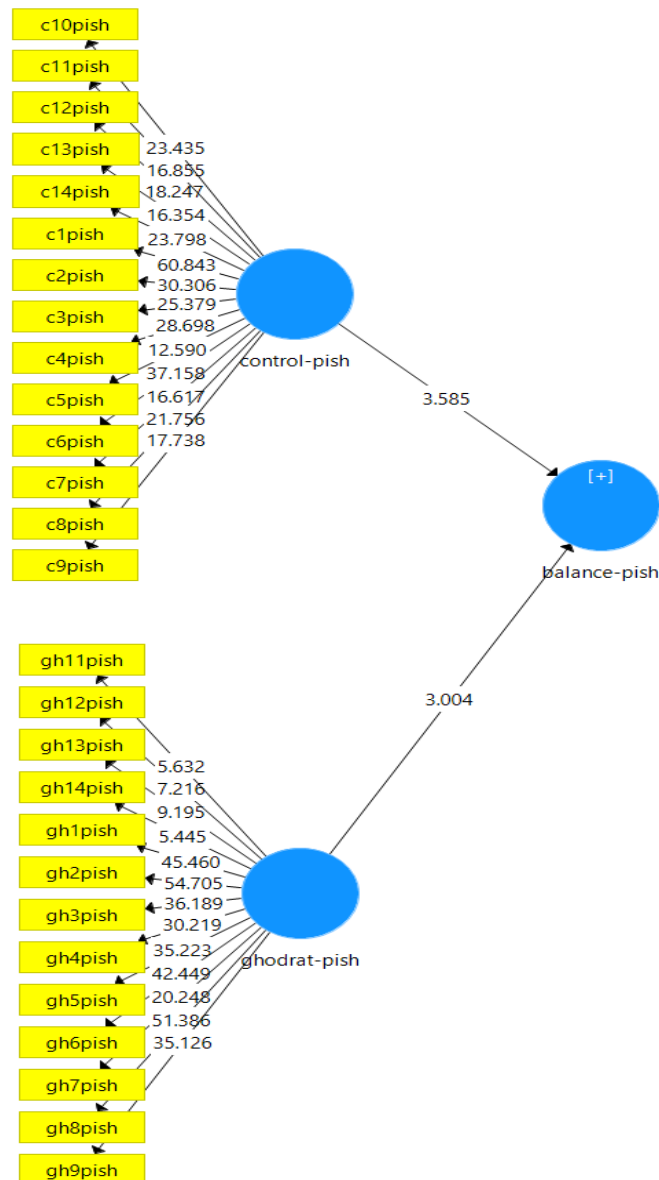 c10pish
c11pish
c12pish
c13pish
c14pish
c1pish
c2pish
c3pish
c4pish
c5pish
c6pish
c7pish
c8pish
c9pish
23.435
16.855
18.247
16.354
23.798
60.843
30.306
25.379
28.698
12.590
37.158
16.617
21.756
17.738
control-pish
3.585
[+]
balance-pish
3.004
gh11pish
gh12pish
gh13pish
gh14pish
gh1pish
gh2pish
gh3pish
gh4pish
gh5pish
gh6pish
gh7pish
gh8pish
gh9pish
5.632
7.216
9.195
5.445
45.460
54.705
36.189
30.219
35.223
42.449
20.248
51.386
35.126
ghodrat-pish